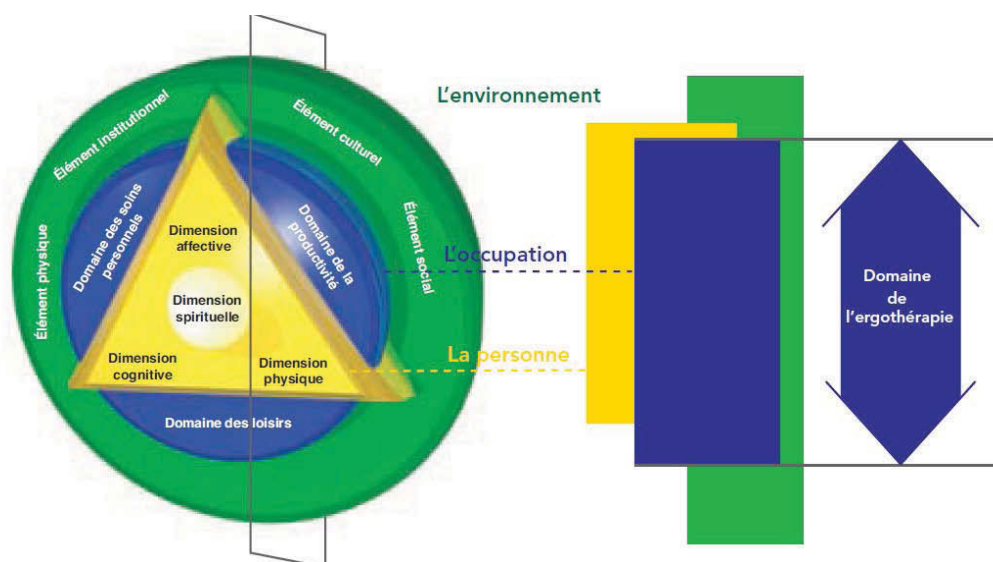 Élément institutionnel
Élément culturel
Élément physique
Élément social
Domaine des soins
personnels
Domaine de la
productivité
Dimension
affective
Dimension
spirituelle
Dimension
cognitive
Dimension
physique
Domaine des loisirs
L'environnement
L'occupation
La personne
Domaine
de
l'ergothérapie